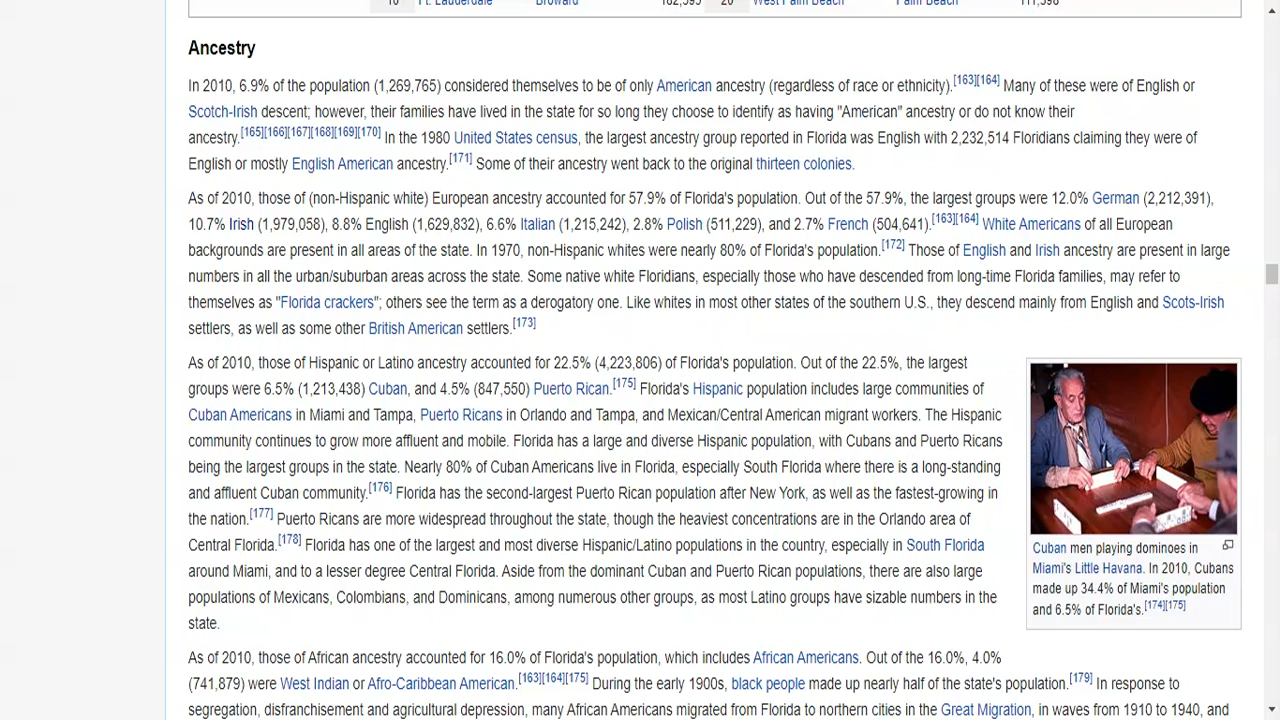 10 Ft. Lauderdale Broward 182,595 20 West Palm Beach Palm Beach 111,398
Ancestry
In 2010, 6.9% of the population (1,269,765) considered themselves to be of only American ancestry (regardless of race or ethnicity).[163][164] Many of these were of English or
Scotch-Irish descent; however, their families have lived in the state for so long they choose to identify as having "American" ancestry or do not know their
ancestry.[165][166][167][168][169][170] In the 1980 United States census, the largest ancestry group reported in Florida was English with 2,232,514 Floridians claiming they were of
English or mostly English American ancestry.[171] Some of their ancestry went back to the original thirteen colonies.
As of 2010, those of (non-Hispanic white) European ancestry accounted for 57.9% of Florida's population. Out of the 57.9%, the largest groups were 12.0% German (2,212,391),
10.7% Irish (1,979,058), 8.8% English (1,629,832), 6.6% Italian (1,215,242), 2.8% Polish (511,229), and 2.7% French (504,641).[163][164] White Americans of all European
backgrounds are present in all areas of the state. In 1970, non-Hispanic whites were nearly 80% of Florida's population.[172] Those of English and Irish ancestry are present in large
numbers in all the urban/suburban areas across the state. Some native white Floridians, especially those who have descended from long-time Florida families, may refer to
themselves as "Florida crackers"; others see the term as a derogatory one. Like whites in most other states of the southern U.S., they descend mainly from English and Scots-Irish
settlers, as well as some other British American settlers.[173]
As of 2010, those of Hispanic or Latino ancestry accounted for 22.5% (4,223,806) of Florida's population. Out of the 22.5%, the largest
groups were 6.5% (1,213,438) Cuban, and 4.5% (847,550) Puerto Rican.[175] Florida's Hispanic population includes large communities of
Cuban Americans in Miami and Tampa, Puerto Ricans in Orlando and Tampa, and Mexican/Central American migrant workers. The Hispanic
community continues to grow more affluent and mobile. Florida has a large and diverse Hispanic population, with Cubans and Puerto Ricans
being the largest groups in the state. Nearly 80% of Cuban Americans live in Florida, especially South Florida where there is a long-standing
and affluent Cuban community.[176] Florida has the second-largest Puerto Rican population after New York, as well as the fastest-growing in
the nation.[177] Puerto Ricans are more widespread throughout the state, though the heaviest concentrations are in the Orlando area of
Central Florida.[178] Florida has one of the largest and most diverse Hispanic/Latino populations in the country, especially in South Florida
around Miami, and to a lesser degree Central Florida. Aside from the dominant Cuban and Puerto Rican populations, there are also large
populations of Mexicans, Colombians, and Dominicans, among numerous other groups, as most Latino groups have sizable numbers in the
state.
Cuban men playing dominoes in
Miami's Little Havana. In 2010, Cubans
made up 34.4% of Miami's population
and 6.5% of Florida's.[174][175]
As of 2010, those of African ancestry accounted for 16.0% of Florida's population, which includes African Americans. Out of the 16.0%, 4.0%
(741,879) were West Indian or Afro-Caribbean American.[163][164][175] During the early 1900s, black people made up nearly half of the state's population.[179] In response to
segregation, disfranchisement and agricultural depression, many African Americans migrated from Florida to northern cities in the Great Migration, in waves from 1910 to 1940, and